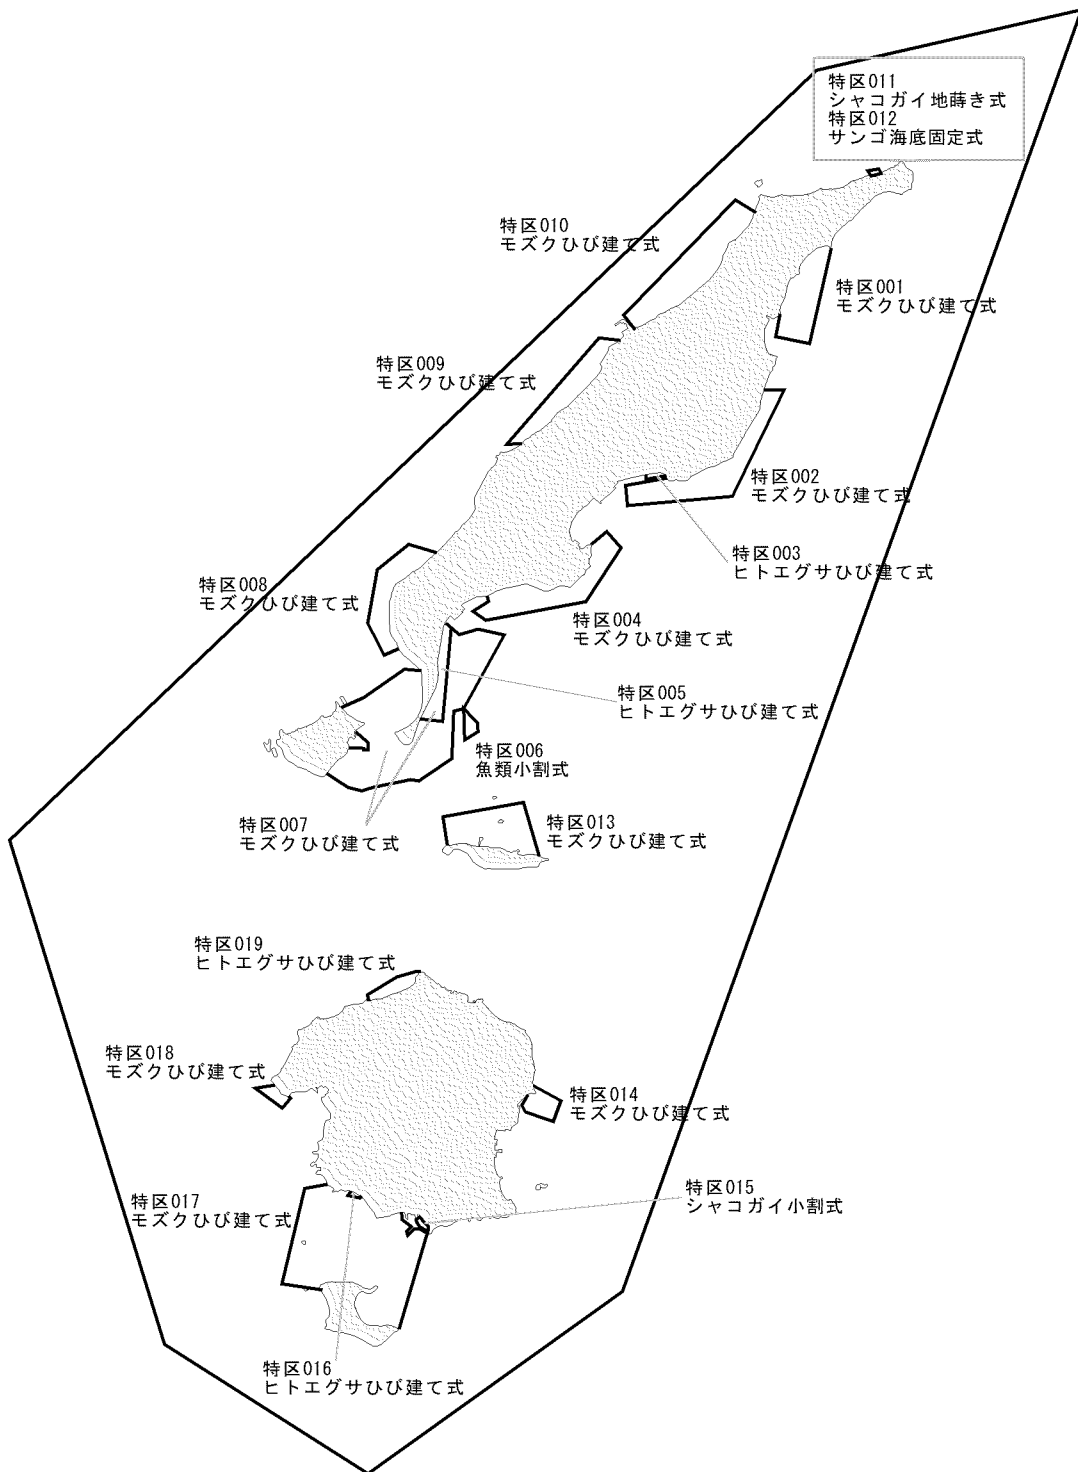 特区011
シャコガイ地蒔き式
特区012
サンゴ海底固定式
特区010
モズクひび建て式
特区001
モズクひび建て式
特区009
モズクひび建て式
特区002
モズクひび建て式
特区003
ヒトエグサひび建て式
特区008
モズクひび建て式
特区004
モズクひび建て式
特区005
ヒトエグサひび建て式
特区006
魚類小割式
特区007
モズクひび建て式
特区013
モズクひび建て式
特区019
ヒトエグサひび建て式
特区018
モズクひび建て式
特区014
モズクひび建て式
特区015
シャコガイ小割式
特区017
モズクひび建て式
特区016
ヒトエグサひび建て式